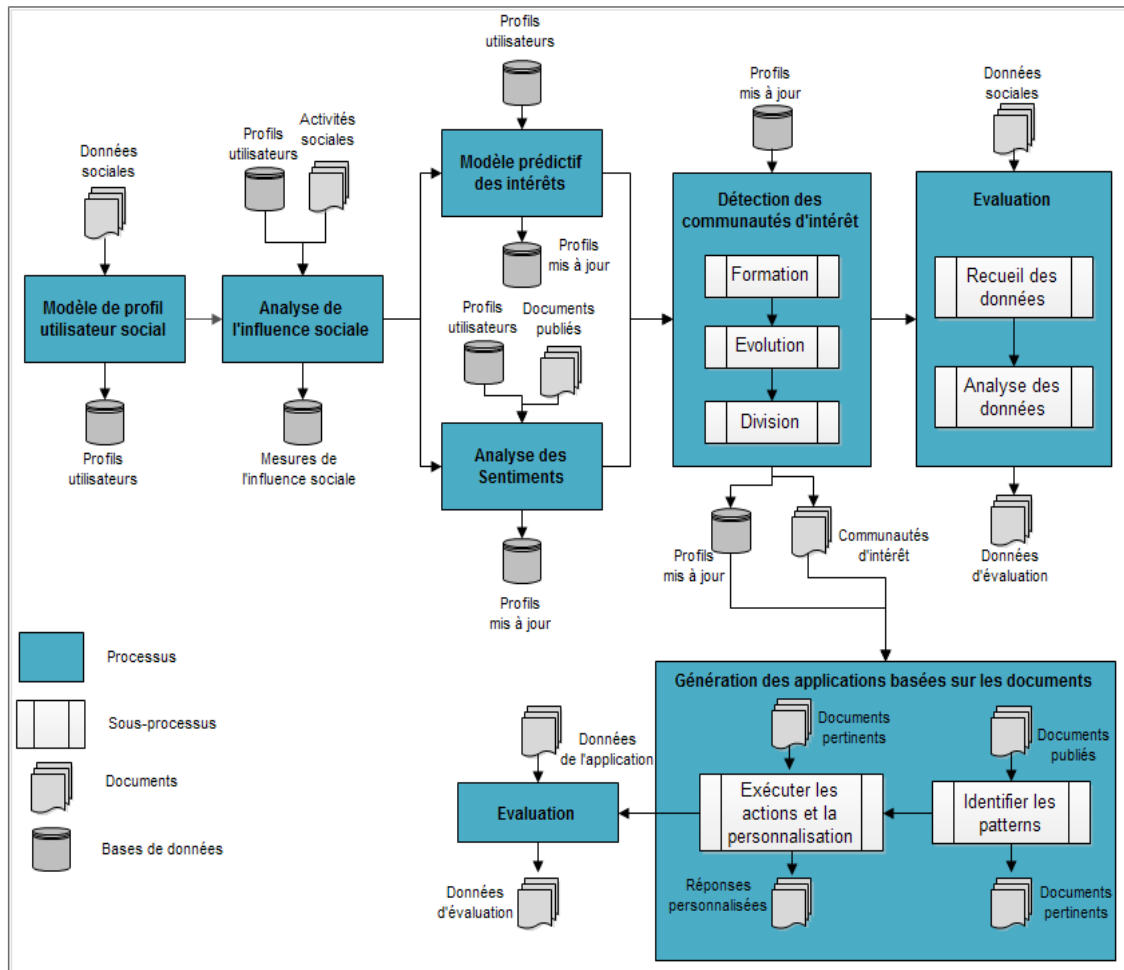 Données
sociales
Modèle de profil
utilisateur social
Profils
utilisateurs
Profils
utilisateurs
Activités
sociales
Analyse de
l'influence sociale
Mesures de
l'influence sociale
Profils
utilisateurs
Modèle prédictif
des intérêts
Profils
mis à jour
Profils
utilisateurs
Documents
publiés
Analyse des
Sentiments
Profils
mis à jour
Profils
mis à jour
Détection des
communautés d'intérêt
Formation
Evolution
Division
Profils
mis à jour
Communautés
d'intérêt
Données
sociales
Evaluation
Recueil des
données
Analyse des
données
Données
d'évaluation
Génération des applications basées sur les documents
Documents
publiés
Identifier les
patterns
Documents
pertinents
Documents
pertinents
Exécuter les
actions et la
personnalisation
Réponses
personnalisées
Données
de l'application
Evaluation
Données
d'évaluation
Processus
Sous-processus
Documents
Bases de données